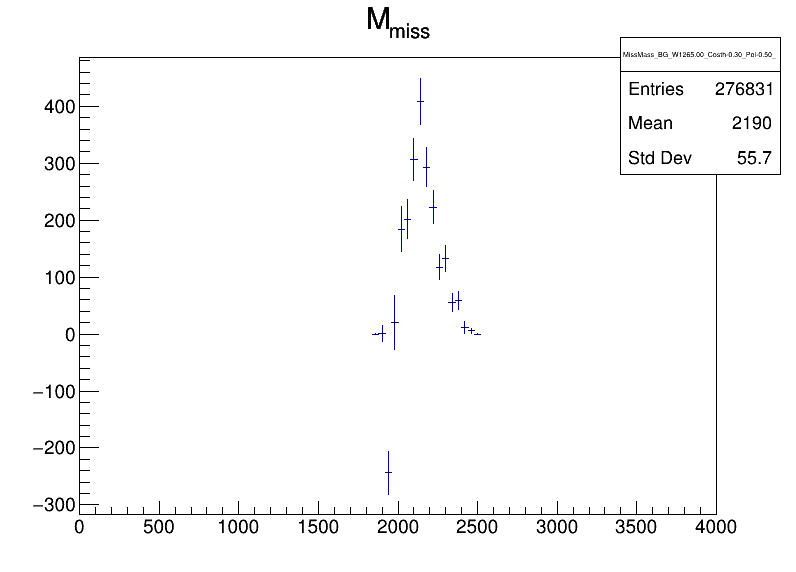 M_miss
MissMass_BG_W1265.00_Costh-0.30_Pol-0.50_
Entries 276831
Mean 2190
Std Dev 55.7
400
300
200
100
0
−100
−200
−300
0 500 1000 1500 2000 2500 3000 3500 4000